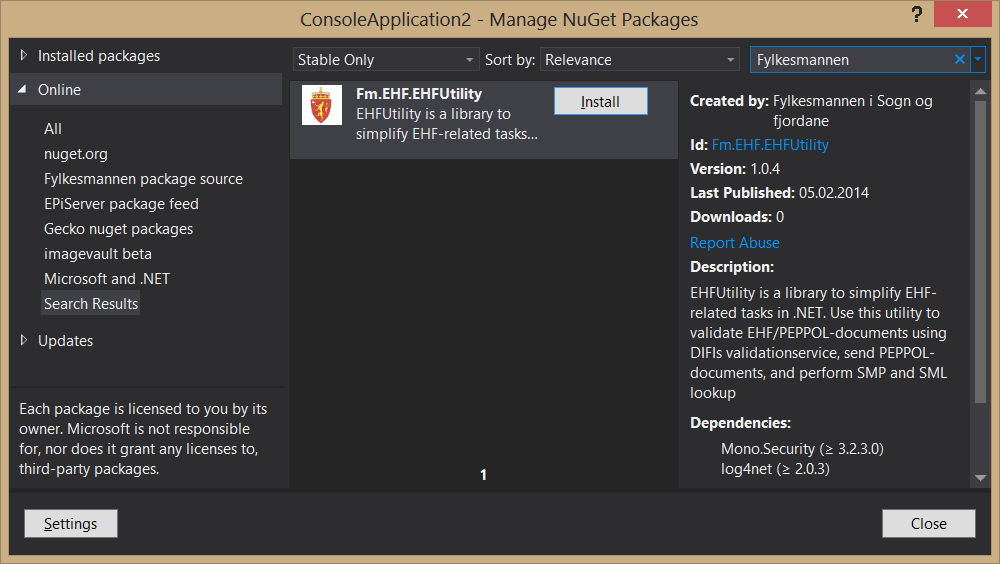 ConsoleApplication2 - Manage NuGet Packages
?
Installed packages
Online
All
nuget.org
Fylkesmannen package source
EPiServer package feed
Gecko nuget packages
imagevault beta
Microsoft and .NET
Search Results
Updates
Each package is licensed to you by its
owner. Microsoft is not responsible
for, nor does it grant any licenses to,
third-party packages.
Settings
Stable Only
Sort by:
Relevance
Fm.EHF.EHFUtility
EHFUtility is a library to
simplify EHF-related tasks...
Install
1
Fylkesmannen
Created by: Fylkesmannen i Sogn og
fjordane
Id: Fm.EHF.EHFUtility
Version: 1.0.4
Last Published: 05.02.2014
Downloads: 0
Report Abuse
Description:
EHFUtility is a library to simplify EHF-
related tasks in .NET. Use this utility to
validate EHF/PEPPOL-documents using
DIFIs validationservice, send PEPPOL-
documents, and perform SMP and SML
lookup
Dependencies:
Mono.Security (≥ 3.2.3.0)
log4net (≥ 2.0.3)
Close